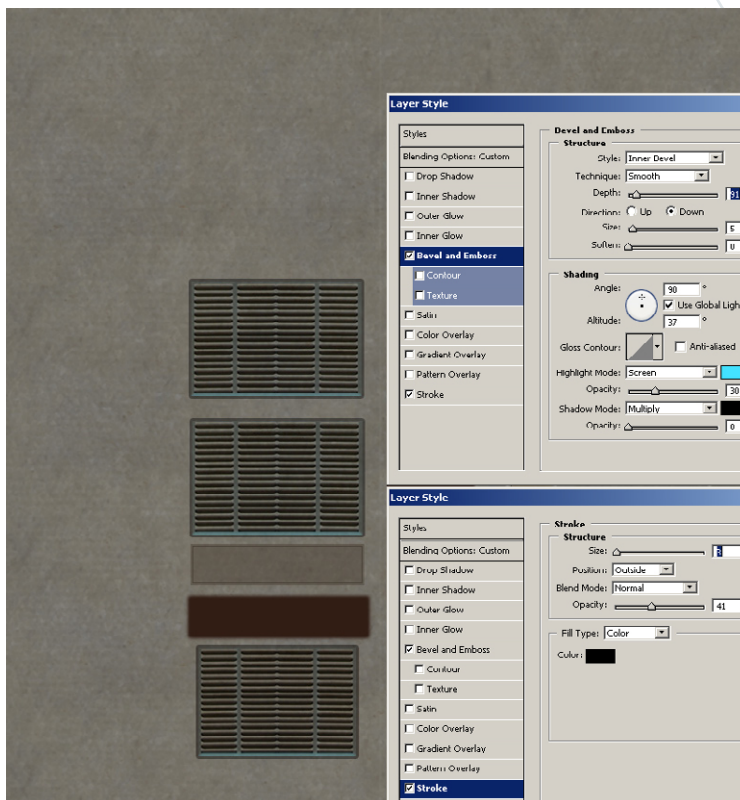 Layer Style
Styles
Blending Options: Custom
Drop Shadow
Inner Shadow
Outer Glow
Inner Glow
Bevel and Emboss
Contour
Texture
Satin
Color Overlay
Gradient Overlay
Pattern Overlay
Stroke
Bevel and Emboss
Structure
Style: Inner Bevel
Technique: Smooth
Depth: 91
Direction: Up Down
Size: 5
Soften: 0
Shading
Angle: 90 °
Use Global Ligh
Altitude: 37 °
Gloss Contour: Anti-aliased
Highlight Mode: Screen
Opacity: 30
Shadow Mode: Multiply
Opacity: 0
Layer Style
Styles
Blending Options: Custom
Drop Shadow
Inner Shadow
Outer Glow
Inner Glow
Bevel and Emboss
Contour
Texture
Satin
Color Overlay
Gradient Overlay
Pattern Overlay
Stroke
Stroke
Structure
Size: 3
Position: Outside
Blend Mode: Normal
Opacity: 41
Fill Type: Color
Color: